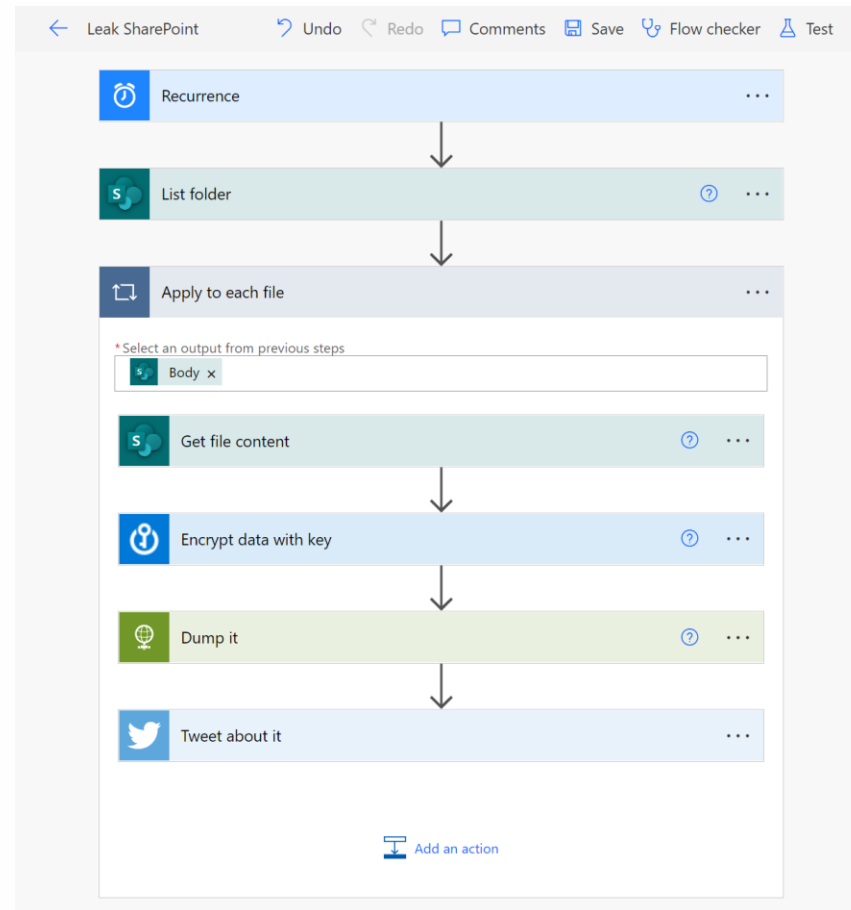 Leak SharePoint Undo Redo Comments Save Flow checker Test
Recurrence
List folder
Apply to each file
*Select an output from previous steps
Body
Get file content
Encrypt data with key
Dump it
Tweet about it
Add an action